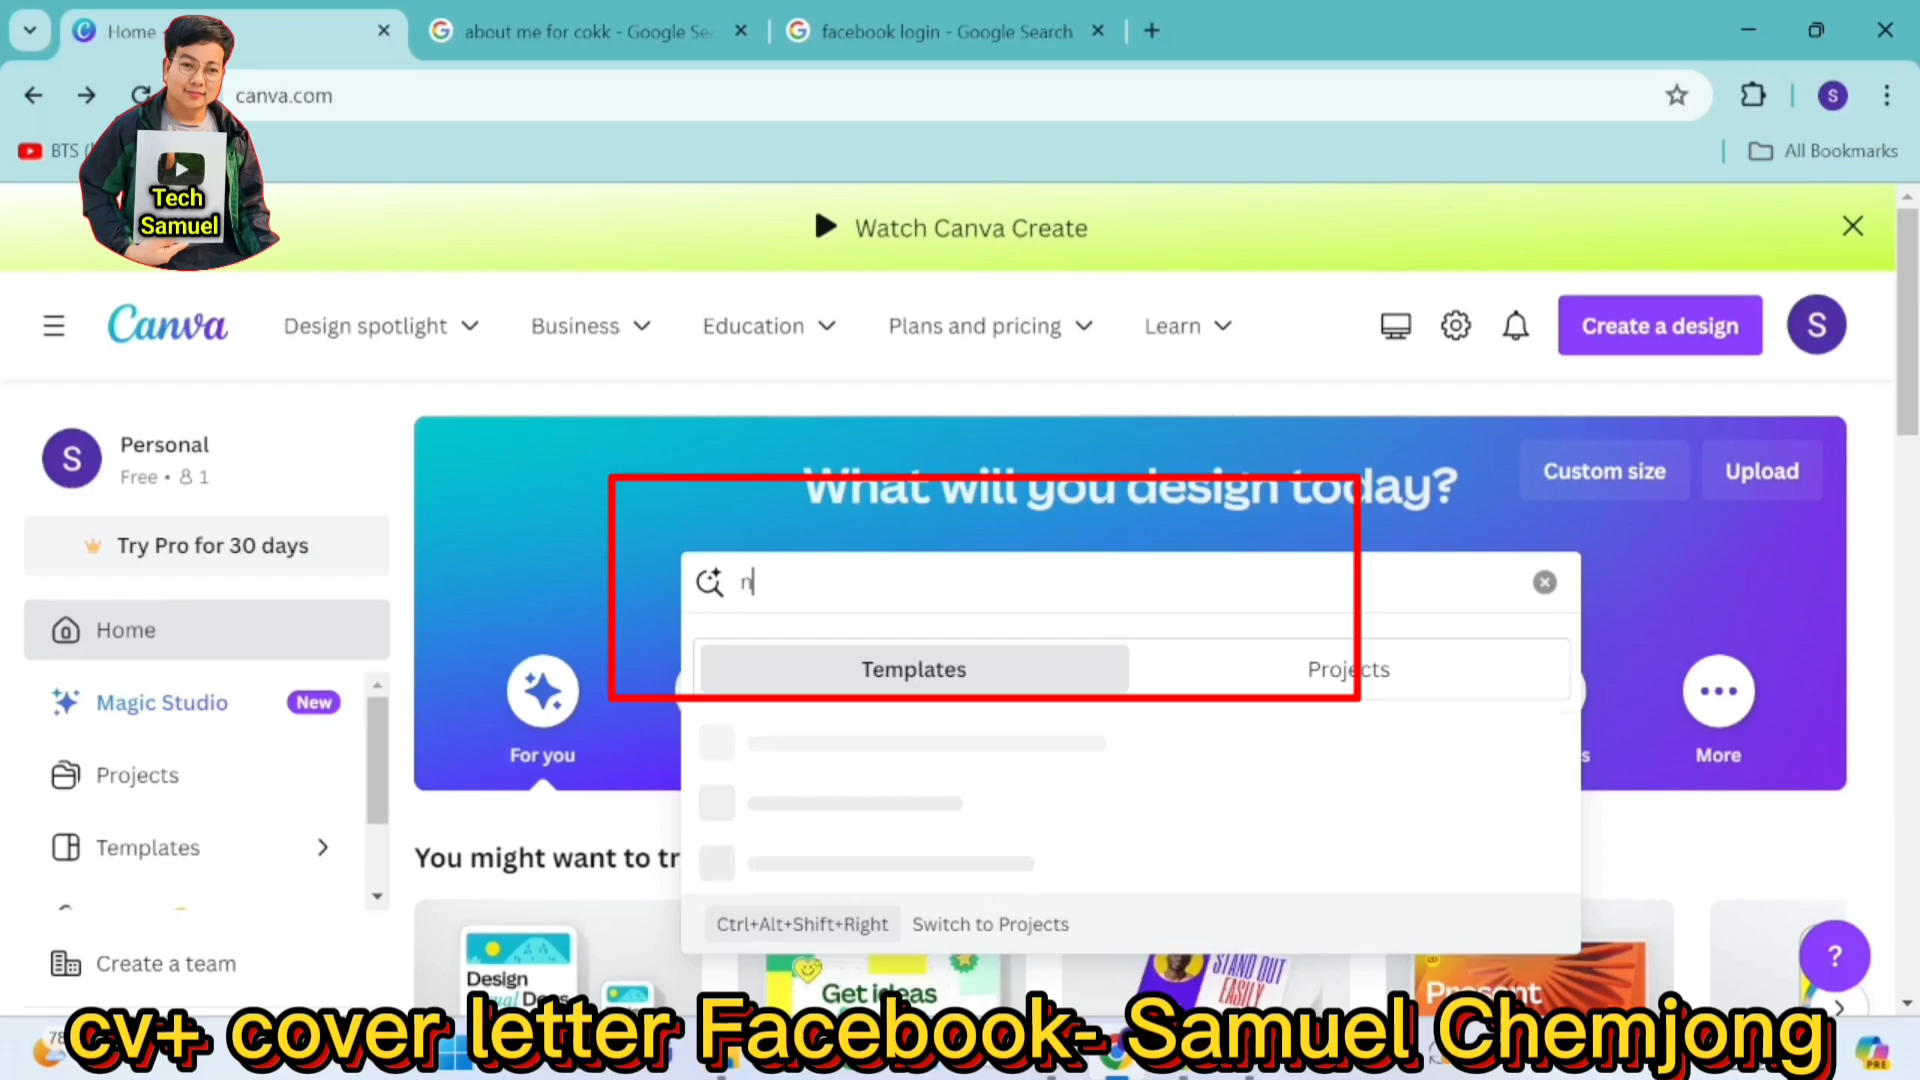 Home
about me for cokk - Google Se
facebook login - Google Search
canva.com
S
BTS
All Bookmarks
Tech
Samuel
Watch Canva Create
Canva
Design spotlight
Business
Education
Plans and pricing
Learn
Create a design
S
S
Personal
Free • 1
Try Pro for 30 days
Home
Magic Studio
New
Projects
Templates
Create a team
What will you design today?
Custom size
Upload
n
Templates
Projects
For you
s
More
Ctrl+Alt+Shift+Right
Switch to Projects
You might want to tr
Design
Get ideas
STAND OUT
EASILY
Present
?
78
cv+ cover letter Facebook- Samuel Chemjong
PRE